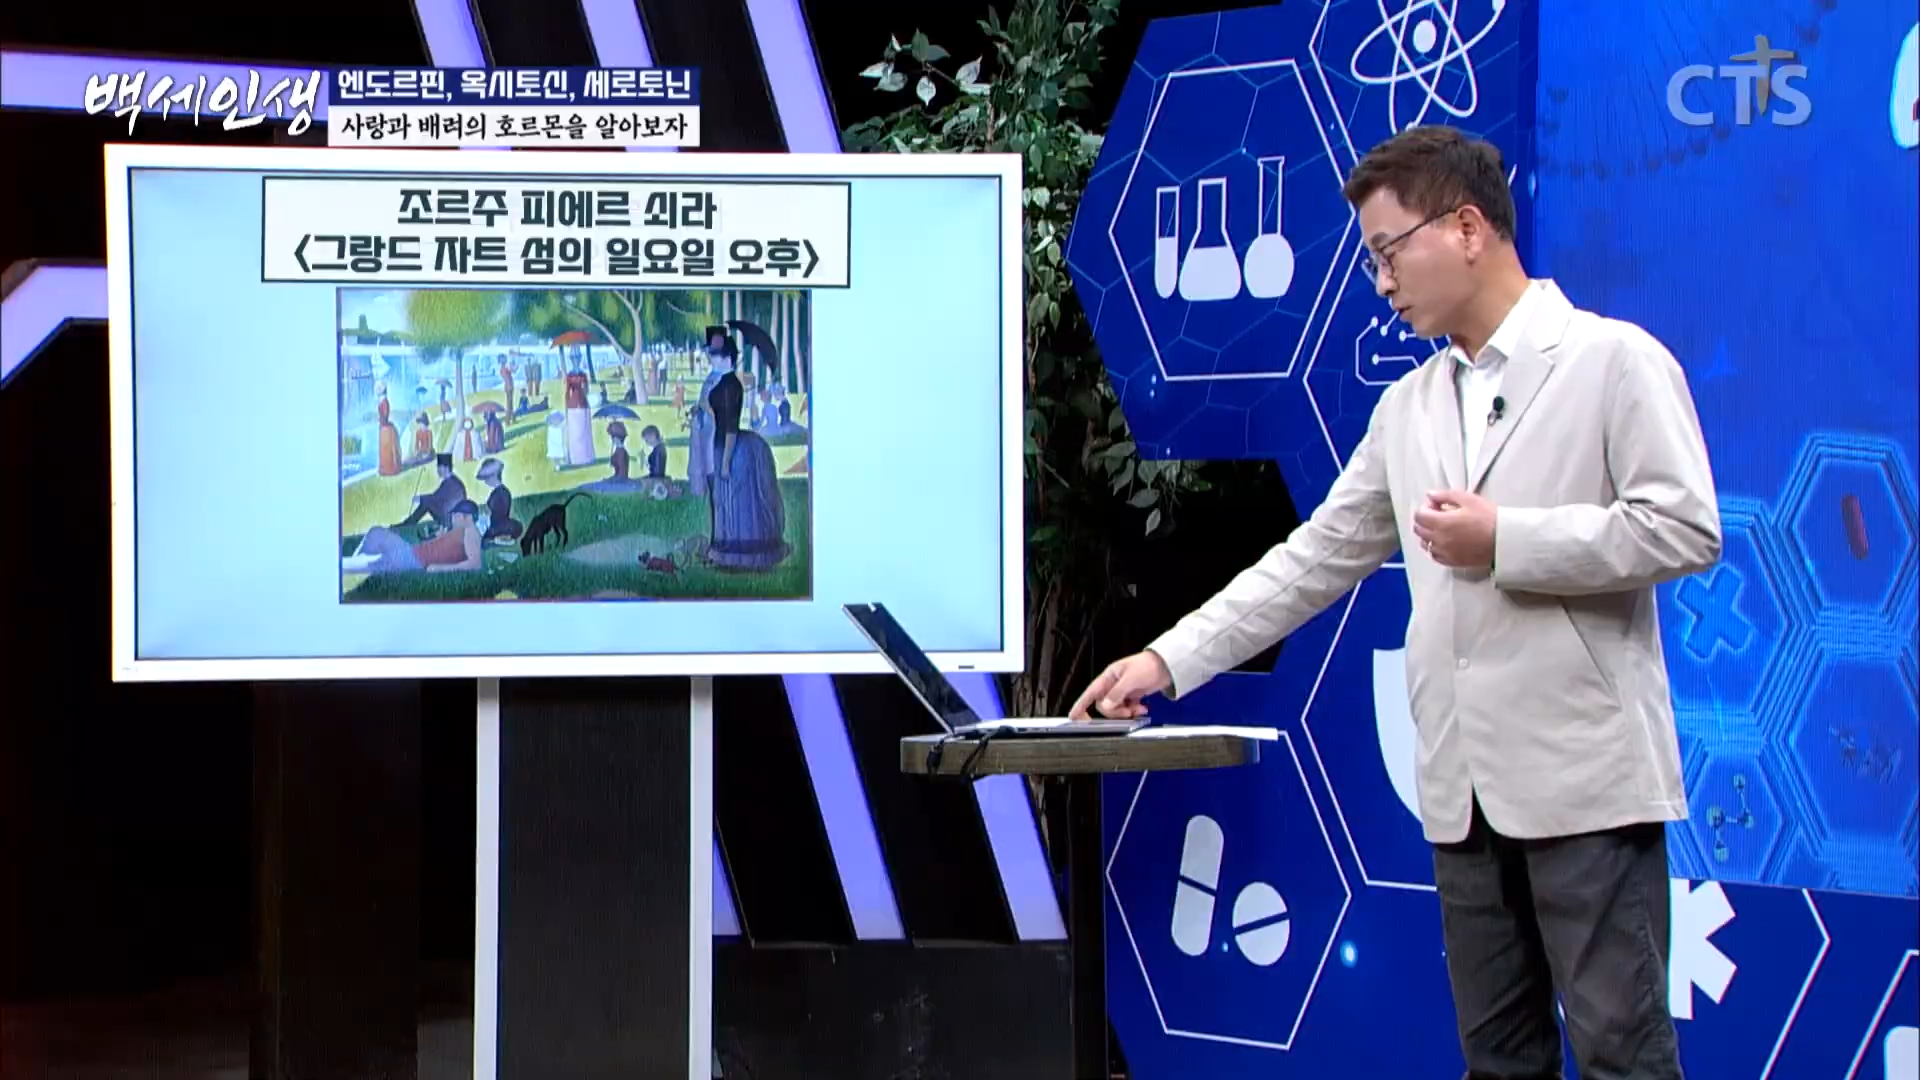 백세인생
엔도르핀, 옥시토신, 세로토닌
사랑과 배려의 호르몬을 알아보자
CTS
조르주 피에르 쇠라
〈그랑드 자트 섬의 일요일 오후〉